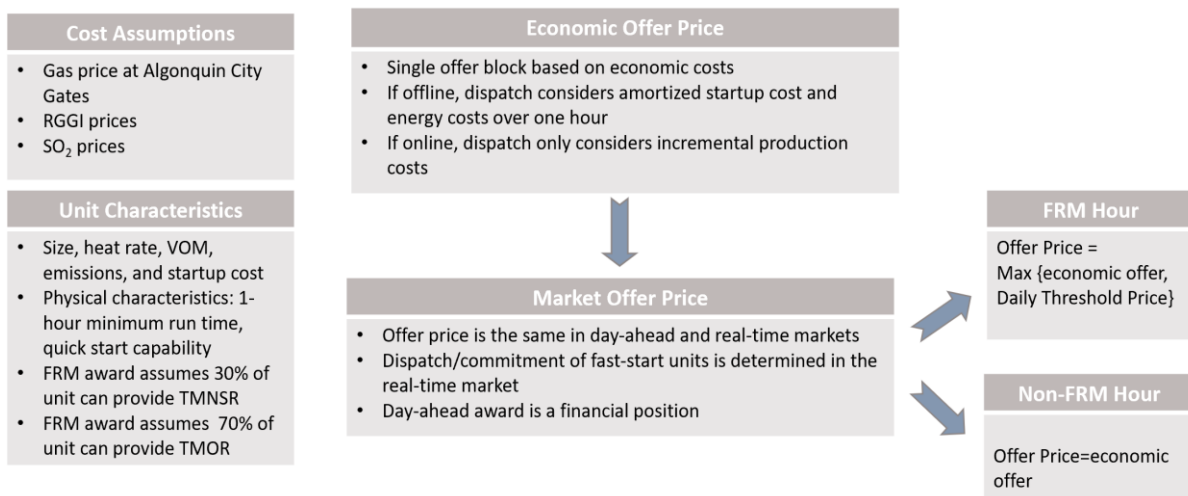 Cost Assumptions
• Gas price at Algonquin City
Gates
• RGGI prices
• SO₂ prices
Unit Characteristics
• Size, heat rate, VOM,
emissions, and startup cost
• Physical characteristics: 1-
hour minimum run time,
quick start capability
• FRM award assumes 30% of
unit can provide TMNSR
• FRM award assumes 70% of
unit can provide TMOR
Economic Offer Price
• Single offer block based on economic costs
• If offline, dispatch considers amortized startup cost and
energy costs over one hour
• If online, dispatch only considers incremental production
costs
Market Offer Price
• Offer price is the same in day-ahead and real-time markets
• Dispatch/commitment of fast-start units is determined in the
real-time market
• Day-ahead award is a financial position
FRM Hour
Offer Price =
Max {economic offer,
Daily Threshold Price}
Non-FRM Hour
Offer Price=economic
offer